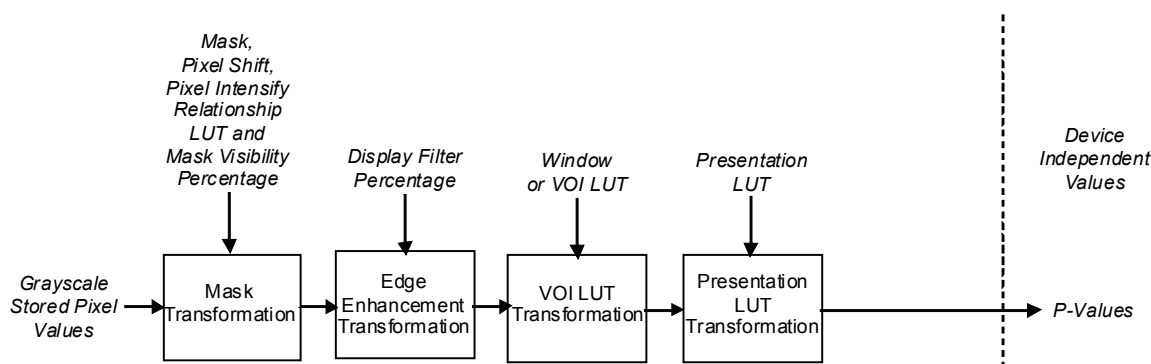 Mask,
Pixel Shift,
Pixel Intensify
Relationship
LUT and
Mask Visibility
Percentage
Display Filter
Percentage
Window
or VOI LUT
Presentation
LUT
Device
Independent
Values
Grayscale
Stored Pixel
Values
Mask
Transformation
Edge
Enhancement
Transformation
VOI LUT
Transformation
Presentation
LUT
Transformation
P-Values